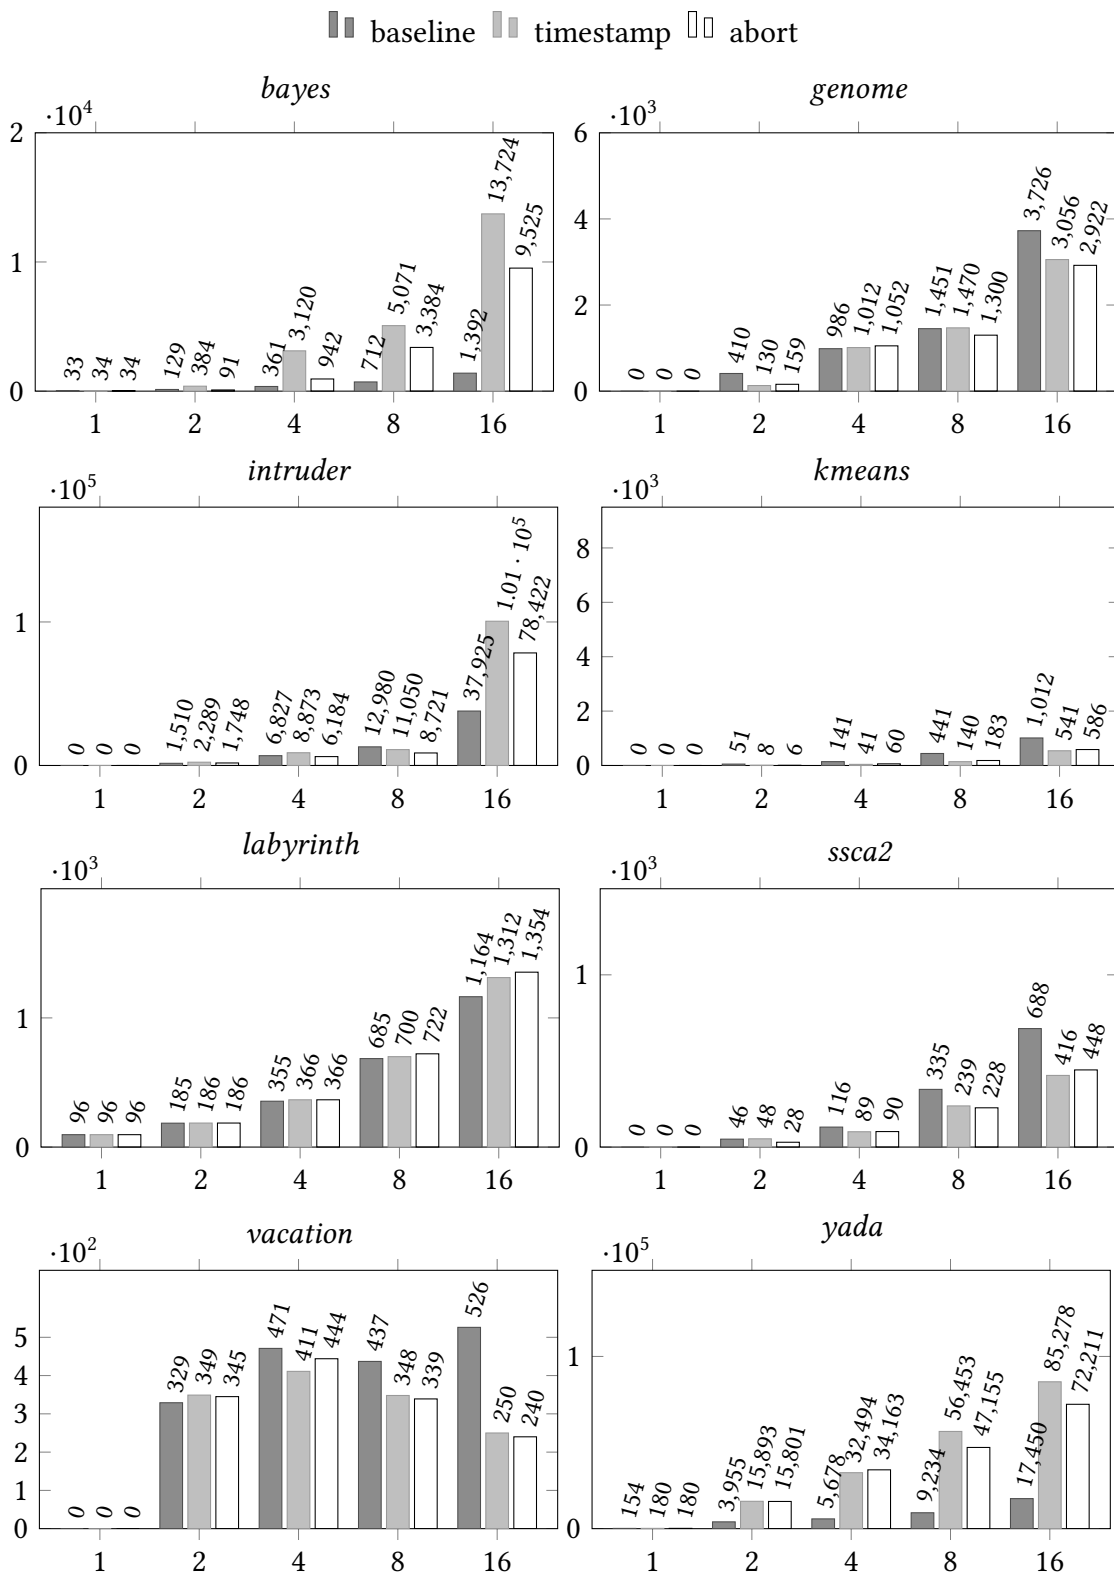 baseline timestamp abort
bayes
·10^4
2
1
0
33 34 34 129 384 91 361 3,120 942 712 5,071 3,384 1,392 13,724 9,525
1 2 4 8 16
genome
·10^3
6
4
2
0
0 0 0 410 130 159 986 1,012 1,052 1,451 1,470 1,300 3,726 3,056 2,922
1 2 4 8 16
intruder
·10^5
1
0
0 0 0 1,510 2,289 1,748 6,827 8,873 6,184 12,980 11,050 8,721 37,925 1.01 · 10^5 78,422
1 2 4 8 16
kmeans
·10^3
8
6
4
2
0
0 0 0 51 8 6 141 41 60 441 140 183 1,012 541 586
1 2 4 8 16
labyrinth
·10^3
1
0
96 96 96 185 186 186 355 366 366 685 700 722 1,164 1,312 1,354
1 2 4 8 16
ssca2
·10^3
1
0
0 0 0 46 48 28 116 89 90 335 239 228 688 416 448
1 2 4 8 16
vacation
·10^2
5
4
3
2
1
0
0 0 0 329 349 345 471 411 444 437 348 339 526 250 240
1 2 4 8 16
yada
·10^5
1
0
154 180 180 3,955 15,893 15,801 5,678 32,494 34,163 9,234 56,453 47,155 17,450 85,278 72,211
1 2 4 8 16